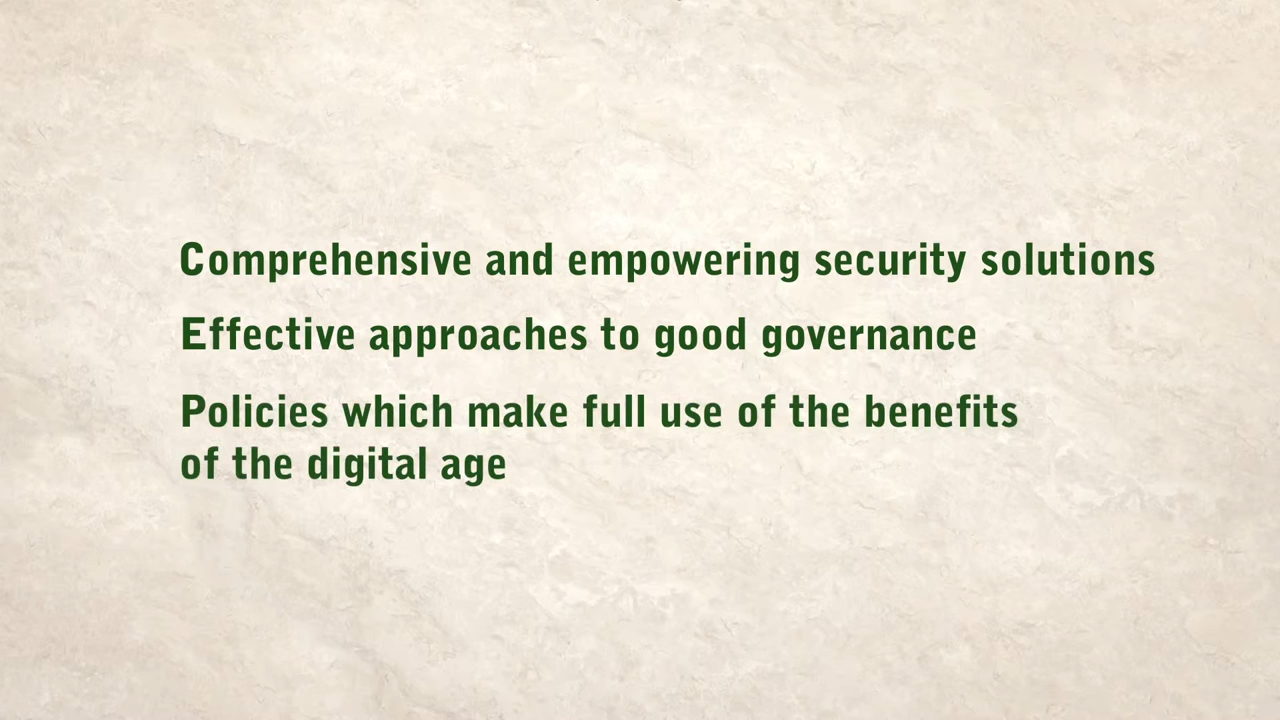 Comprehensive and empowering security solutions
Effective approaches to good governance
Policies which make full use of the benefits
of the digital age